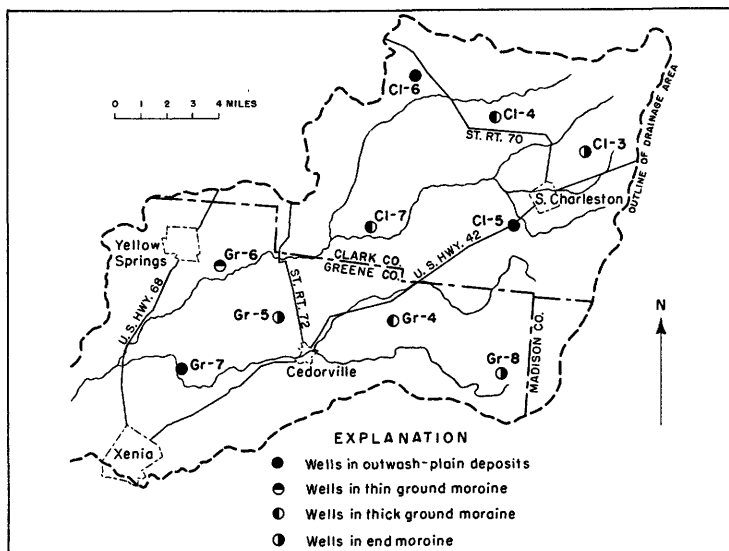 0 1 2 3 4 MILES
Cl-6
Cl-4
ST. RT. 70
Cl-3
OUTLINE OF DRAINAGE AREA
S. Charleston
Cl-7
Cl-5
U. S. HWY. 42
Yellow
Springs
Gr-6
CLARK CO.
GREENE CO.
U. S. HWY. 68
ST. RT. 72
Gr-5
Gr-4
N
MADISON CO.
Gr-8
Gr-7
Cedorville
Xenia
EXPLANATION
Wells in outwash-plain deposits
Wells in thin ground moraine
Wells in thick ground moraine
Wells in end moraine